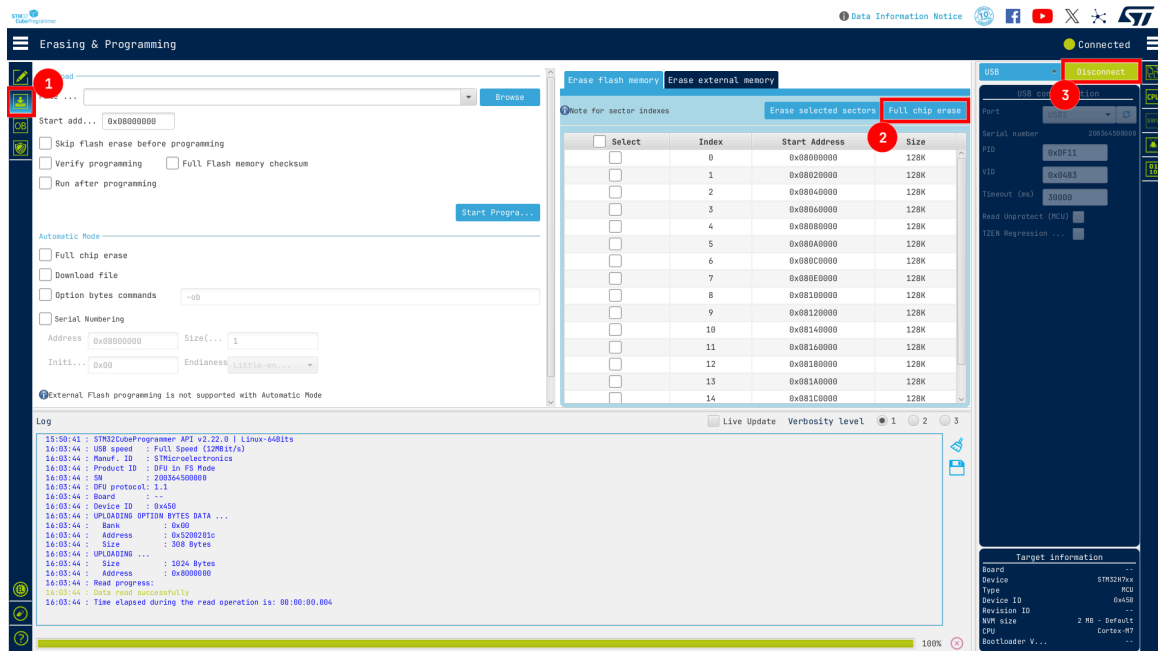 STM32
CubeProgrammer
Data Information Notice
Erasing & Programming
Connected
1
2
3
Browse
Start add... 0x08000000
Skip flash erase before programming
Verify programming Full Flash memory checksum
Run after programming
Start Progra...
Automatic Mode
Full chip erase
Download file
Option bytes commands -ob
Serial Numbering
Address 0x08000000 Size(... 1
Initi... 0x00 Endianess Little-en...
External Flash programming is not supported with Automatic Mode
Erase flash memory Erase external memory
Note for sector indexes Erase selected sectors Full chip erase
Select Index Start Address Size
0 0x08000000 128K
1 0x08020000 128K
2 0x08040000 128K
3 0x08060000 128K
4 0x08080000 128K
5 0x080A0000 128K
6 0x080C0000 128K
7 0x080E0000 128K
8 0x08100000 128K
9 0x08120000 128K
10 0x08140000 128K
11 0x08160000 128K
12 0x08180000 128K
13 0x081A0000 128K
14 0x081C0000 128K
USB Disconnect
Port USB1
Serial number 200364500000
PID 0xDF11
VID 0x0483
Timeout (ms) 30000
Read Unprotect (MCU)
TZEN Regression ...
OB
CPU
SWV
Log
Live Update Verbosity level 1 2 3
15:50:41 : STM32CubeProgrammer API v2.22.0 | Linux-64Bits
16:03:44 : USB speed : Full Speed (12MBit/s)
16:03:44 : Manuf. ID : STMicroelectronics
16:03:44 : Product ID : DFU in FS Mode
16:03:44 : SN : 200364500000
16:03:44 : DFU protocol: 1.1
16:03:44 : Board : --
16:03:44 : Device ID : 0x450
16:03:44 : UPLOADING OPTION BYTES DATA ...
16:03:44 : Bank : 0x00
16:03:44 : Address : 0x5200201c
16:03:44 : Size : 308 Bytes
16:03:44 : UPLOADING ...
16:03:44 : Size : 1024 Bytes
16:03:44 : Address : 0x8000000
16:03:44 : Read progress:
16:03:44 : Data read successfully
16:03:44 : Time elapsed during the read operation is: 00:00:00.004
100%
Target information
Board --
Device STM32H7xx
Type MCU
Device ID 0x450
Revision ID --
NVM size 2 MB - Default
CPU Cortex-M7
Bootloader V... --